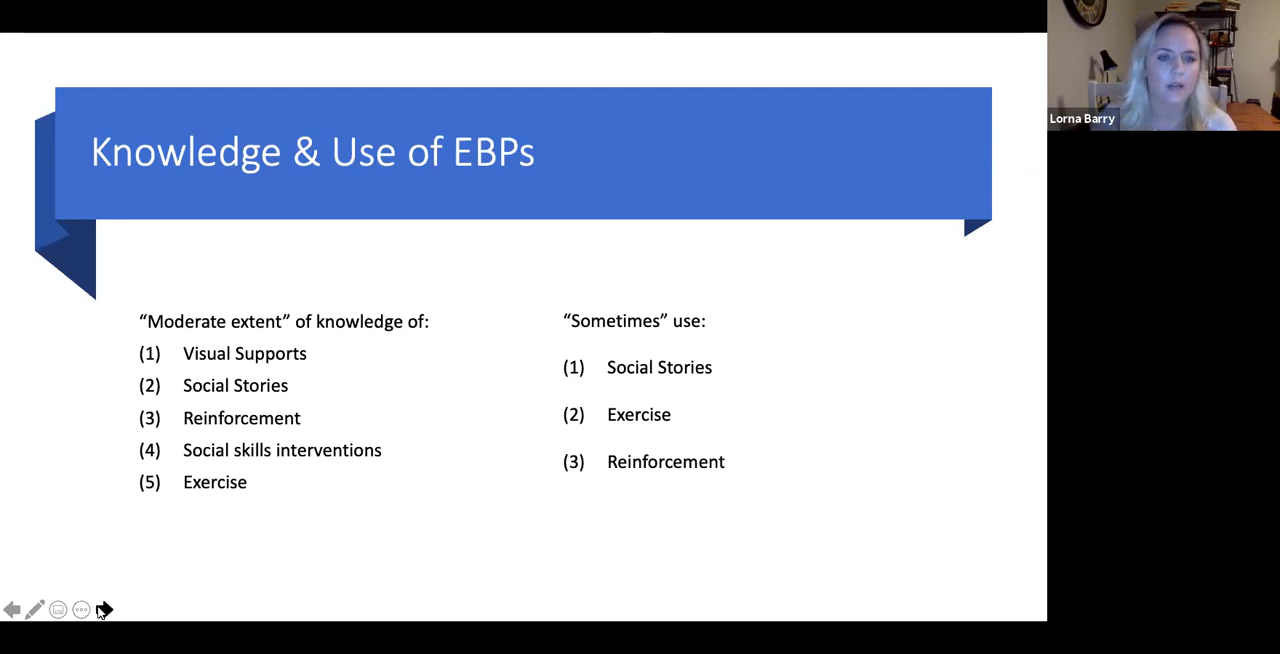 Knowledge & Use of EBPs
“Moderate extent” of knowledge of:
(1) Visual Supports
(2) Social Stories
(3) Reinforcement
(4) Social skills interventions
(5) Exercise
“Sometimes” use:
(1) Social Stories
(2) Exercise
(3) Reinforcement
Lorna Barry